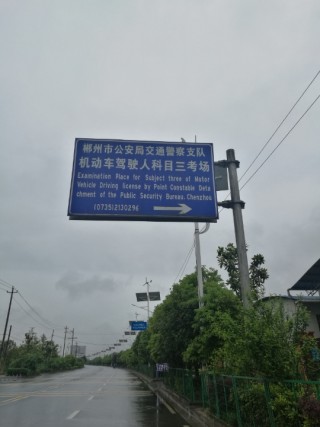 郴州市公安局交通警察支队
机动车驾驶人科目三考场
Examination Place for Subject three of Motor
Vehicle Driving license by Point Constable Deta
chment of the Public Security Bureau. Chenzhou
(0735)2130296